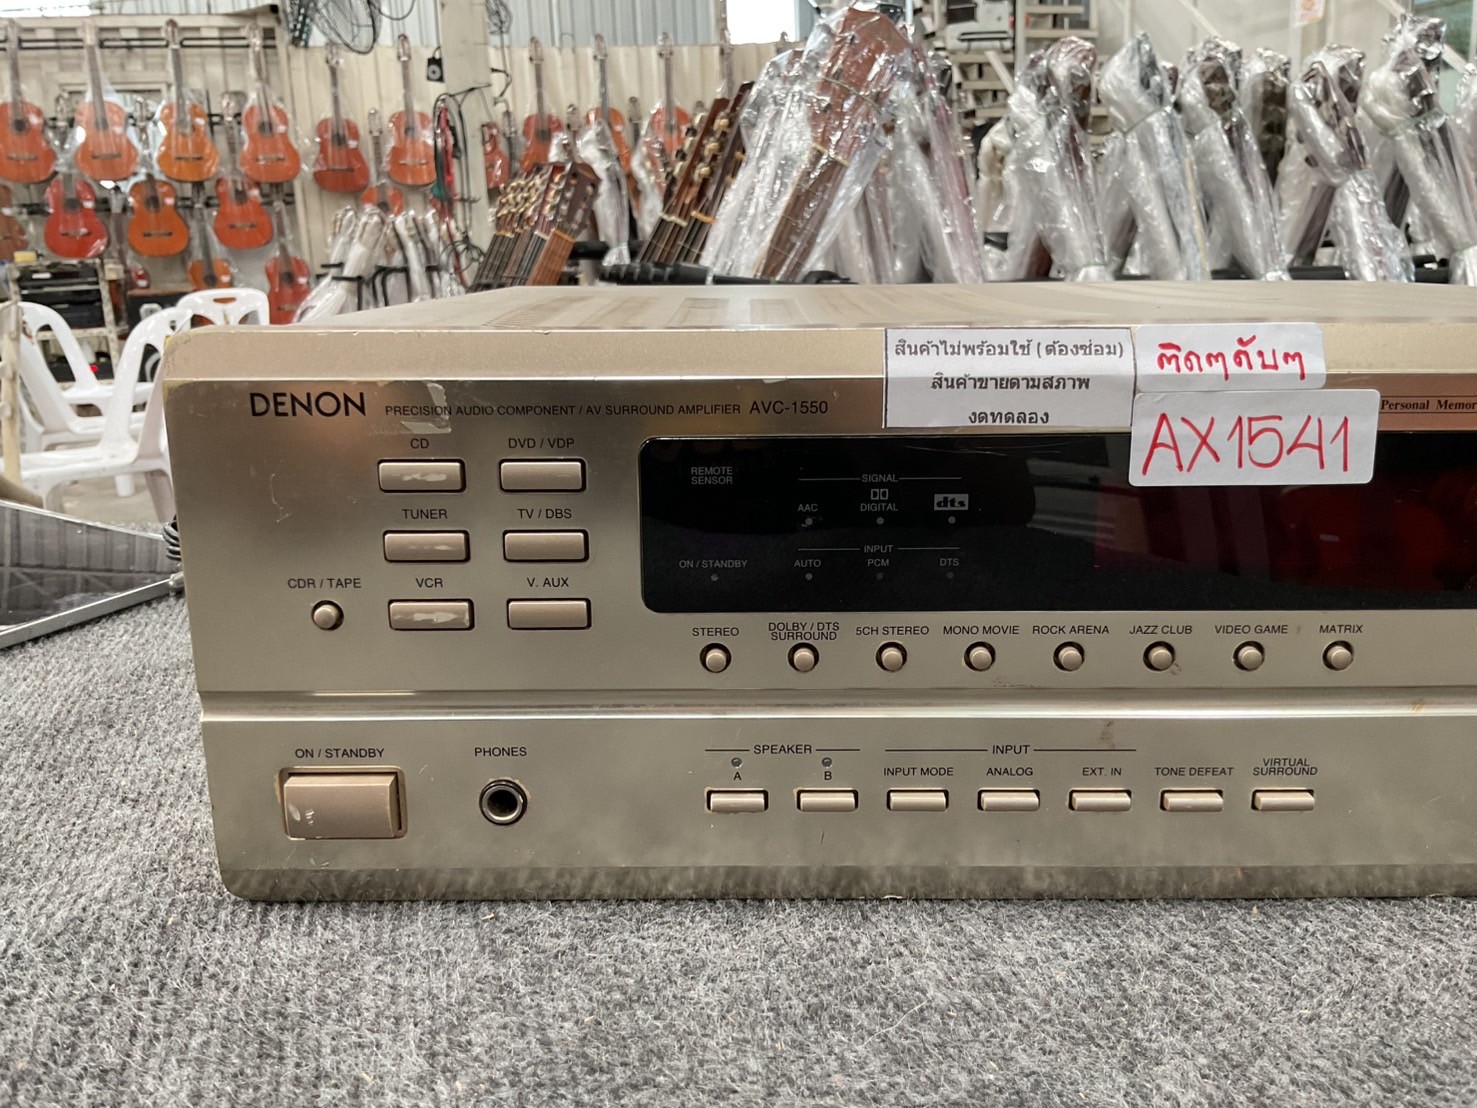 สินค้าไม่พร้อมใช้ (ต้องซ่อม)
สินค้าขายตามสภาพ
งดทดลอง
ติดๆดับๆ
AX1541
DENON PRECISION AUDIO COMPONENT / AV SURROUND AMPLIFIER AVC-1550
Personal Memor
CD DVD / VDP
TUNER TV / DBS
CDR / TAPE VCR V. AUX
REMOTE SENSOR
SIGNAL
AAC DIGITAL dts
INPUT
ON / STANDBY AUTO PCM DTS
STEREO DOLBY / DTS SURROUND 5CH STEREO MONO MOVIE ROCK ARENA JAZZ CLUB VIDEO GAME MATRIX
ON / STANDBY PHONES
SPEAKER INPUT
A B INPUT MODE ANALOG EXT. IN TONE DEFEAT VIRTUAL SURROUND